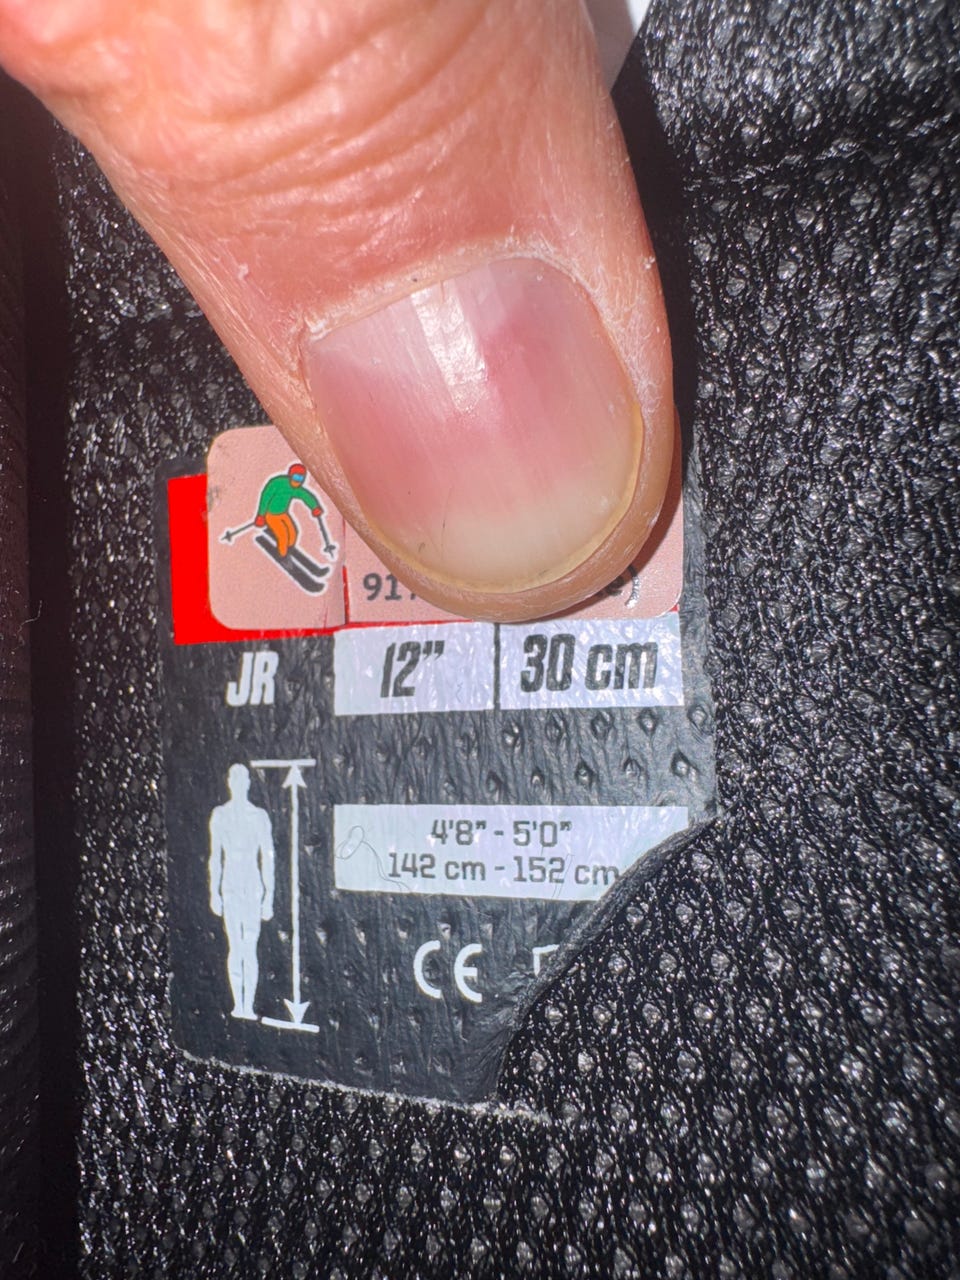 JR 12" 30 cm
4'8" - 5'0"
142 cm - 152 cm
CE